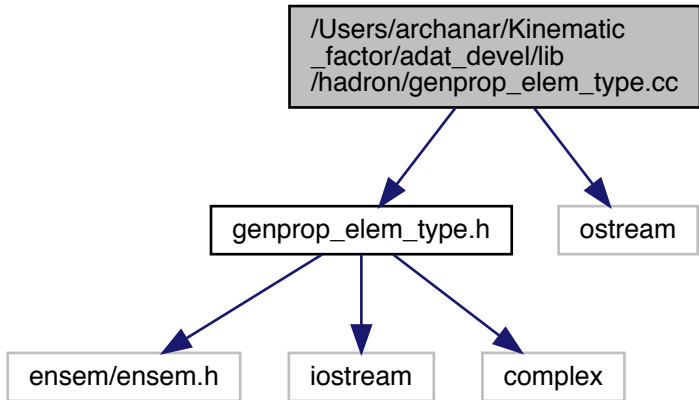 /Users/archanar/Kinematic
_factor/adat_devel/lib
/hadron/genprop_elem_type.cc
genprop_elem_type.h
ostream
ensem/ensem.h
iostream
complex